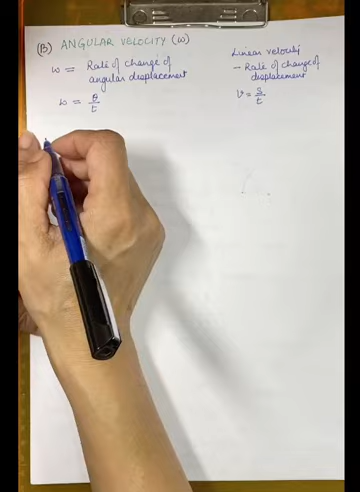 (B) ANGULAR VELOCITY (ω)
ω = Rate of change of
angular displacement
ω = θ/t
Linear velocity
– Rate of change of
displacement
v = s/t